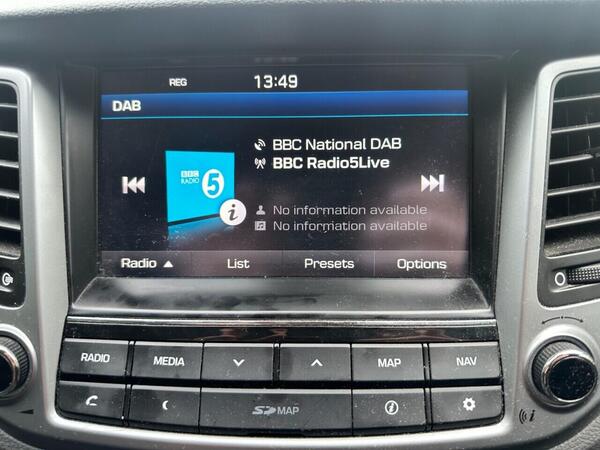 REG 13:49
DAB
BBC National DAB
BBC Radio5Live
BBC
RADIO 5
i
No information available
No information available
Radio List Presets Options
RADIO MEDIA MAP NAV
SD MAP i
i